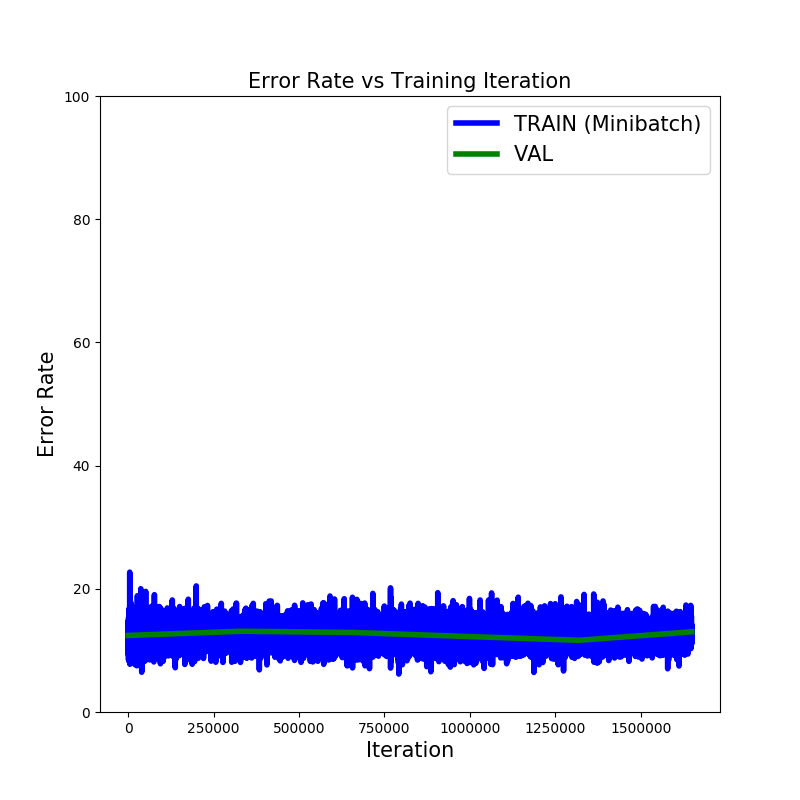 Error Rate vs Training Iteration
TRAIN (Minibatch)
VAL
100
80
60
40
20
0
Error Rate
0 250000 500000 750000 1000000 1250000 1500000
Iteration